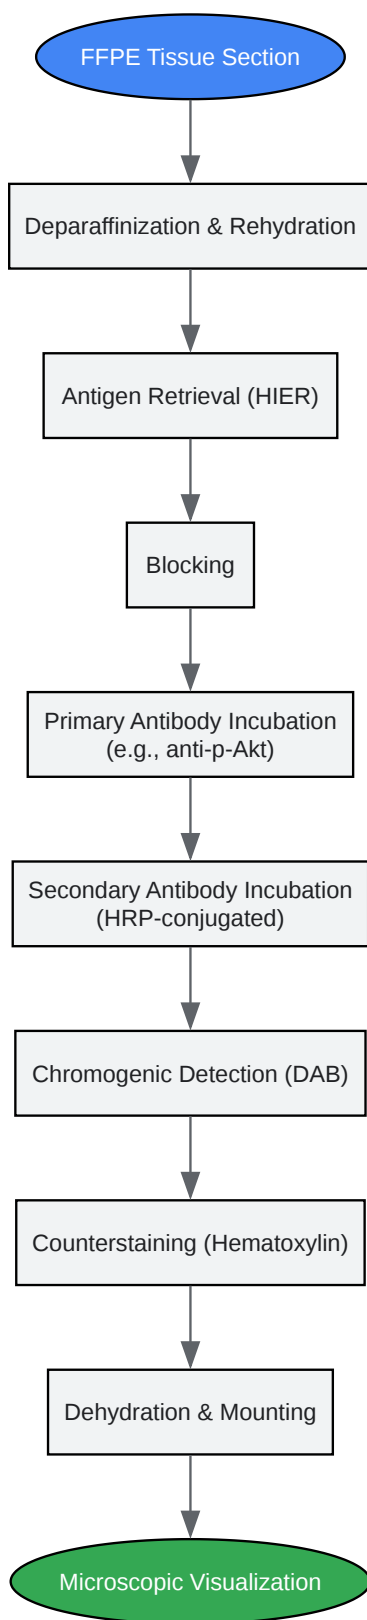 FFPE Tissue Section
Deparaffinization & Rehydration
Antigen Retrieval (HIER)
Blocking
Primary Antibody Incubation
(e.g., anti-p-Akt)
Secondary Antibody Incubation
(HRP-conjugated)
Chromogenic Detection (DAB)
Counterstaining (Hematoxylin)
Dehydration & Mounting
Microscopic Visualization